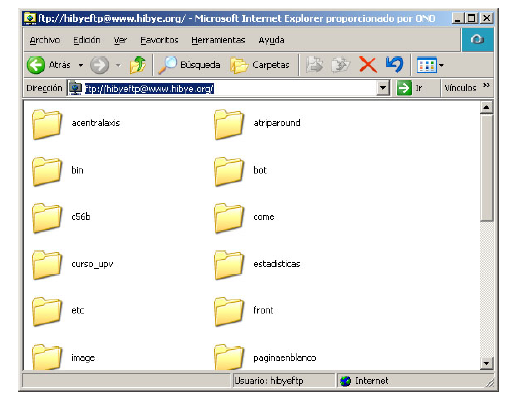 ftp://hibyeftp@www.hibye.org/ - Microsoft Internet Explorer proporcionado por ONO
Archivo Edición Ver Favoritos Herramientas Ayuda
Atrás Búsqueda Carpetas
Dirección ftp://hibyeftp@www.hibye.org/ Ir Vínculos »
acentralaxis atriparound
bin bot
c56b come
curso_upv estadisticas
etc front
image paginaenblanco
Usuario: hibyeftp Internet